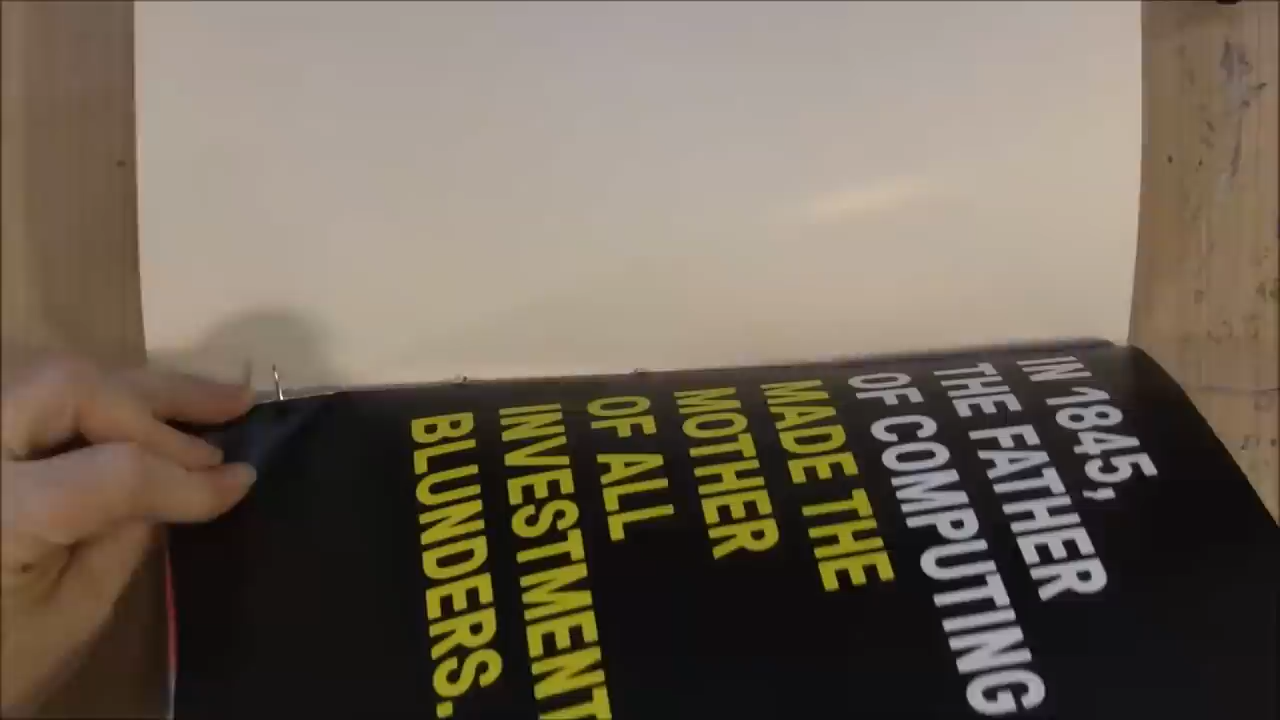 IN 1845,
THE FATHER
OF COMPUTING
MADE THE
MOTHER
OF ALL
INVESTMENT
BLUNDERS.